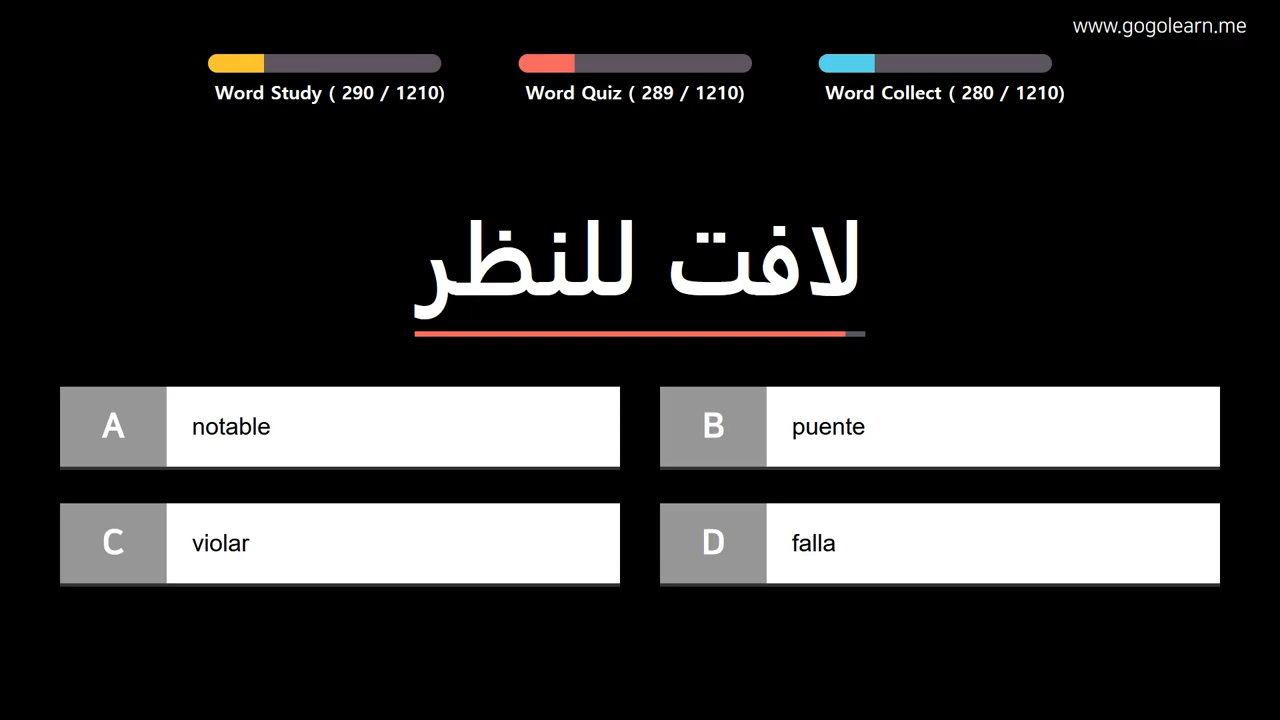 www.gogolearn.me
Word Study ( 290 / 1210)
Word Quiz ( 289 / 1210)
Word Collect ( 280 / 1210)
لافت للنظر
A notable
B puente
C violar
D falla